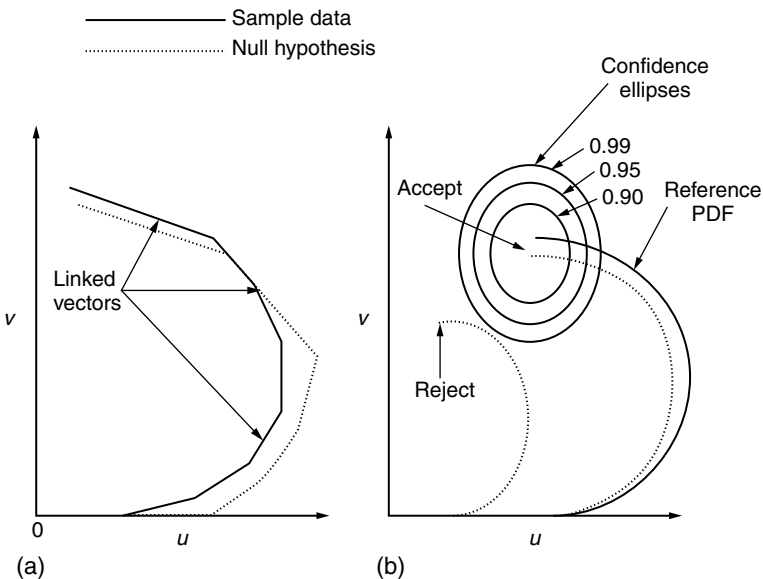 Sample data
Null hypothesis
Confidence
ellipses
0.99
0.95
0.90
Accept
Reference
PDF
Linked
vectors
v
v
Reject
0
u
u
(a)
(b)